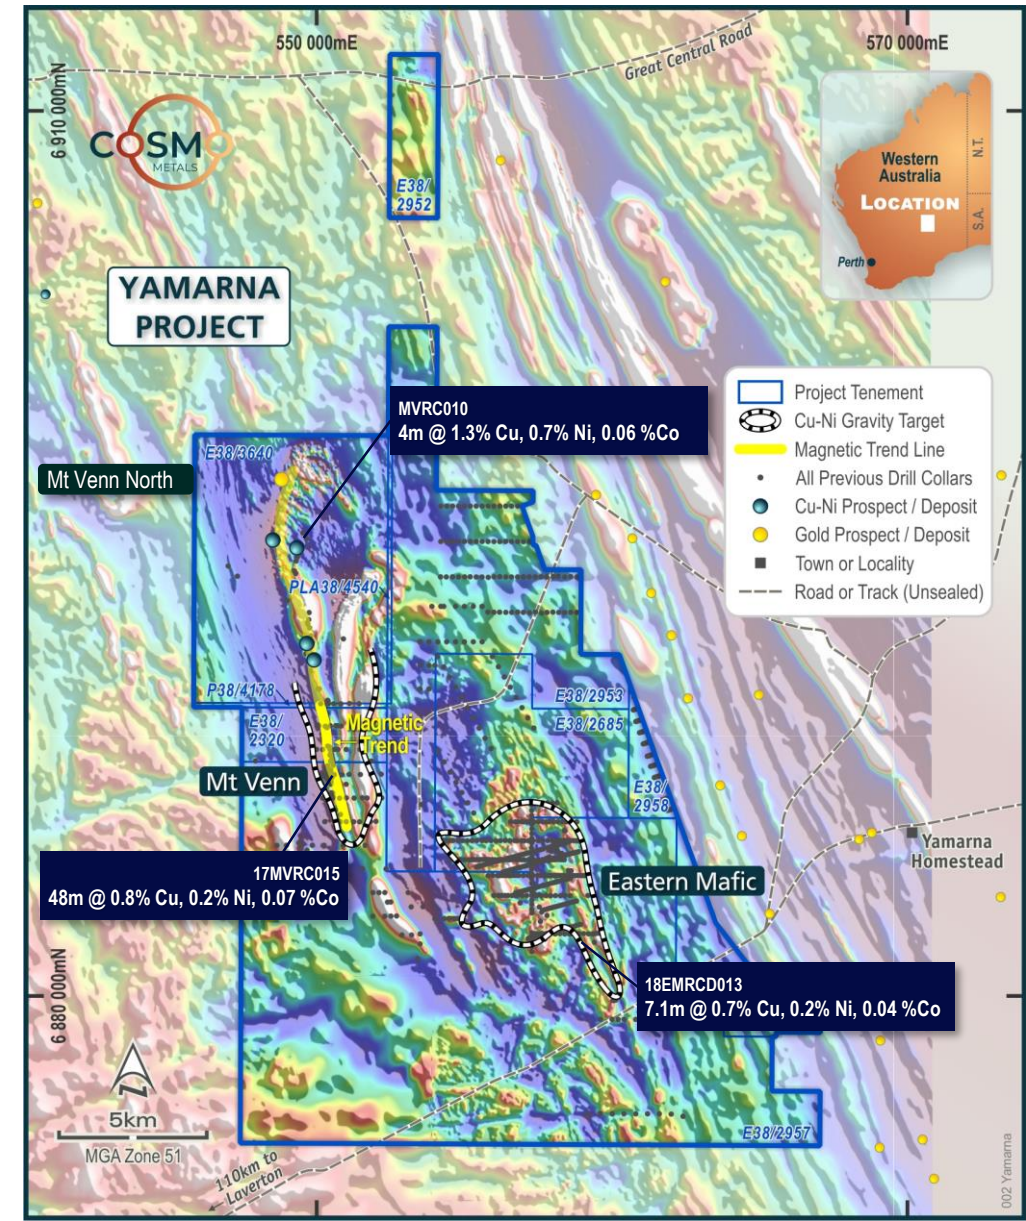 550 000mE
570 000mE
Great Central Road
6 910 000mN
COSMO
METALS
E38/
2952
Western
Australia
N.T.
LOCATION
S.A.
Perth
YAMARNA
PROJECT
Project Tenement
Cu-Ni Gravity Target
Magnetic Trend Line
All Previous Drill Collars
Cu-Ni Prospect / Deposit
Gold Prospect / Deposit
Town or Locality
Road or Track (Unsealed)
MVRC010
4m @ 1.3% Cu, 0.7% Ni, 0.06 %Co
E38/3640
Mt Venn North
PLA38/4540
P38/4178
E38/
2320
Magnetic
Trend
E38/2953
E38/2685
Mt Venn
E38/
2958
Yamarna
Homestead
17MVRC015
48m @ 0.8% Cu, 0.2% Ni, 0.07 %Co
Eastern Mafic
18EMRCD013
7.1m @ 0.7% Cu, 0.2% Ni, 0.04 %Co
6 880 000mN
N
5km
MGA Zone 51
E38/2957
110km to
Laverton
002 Yamarna